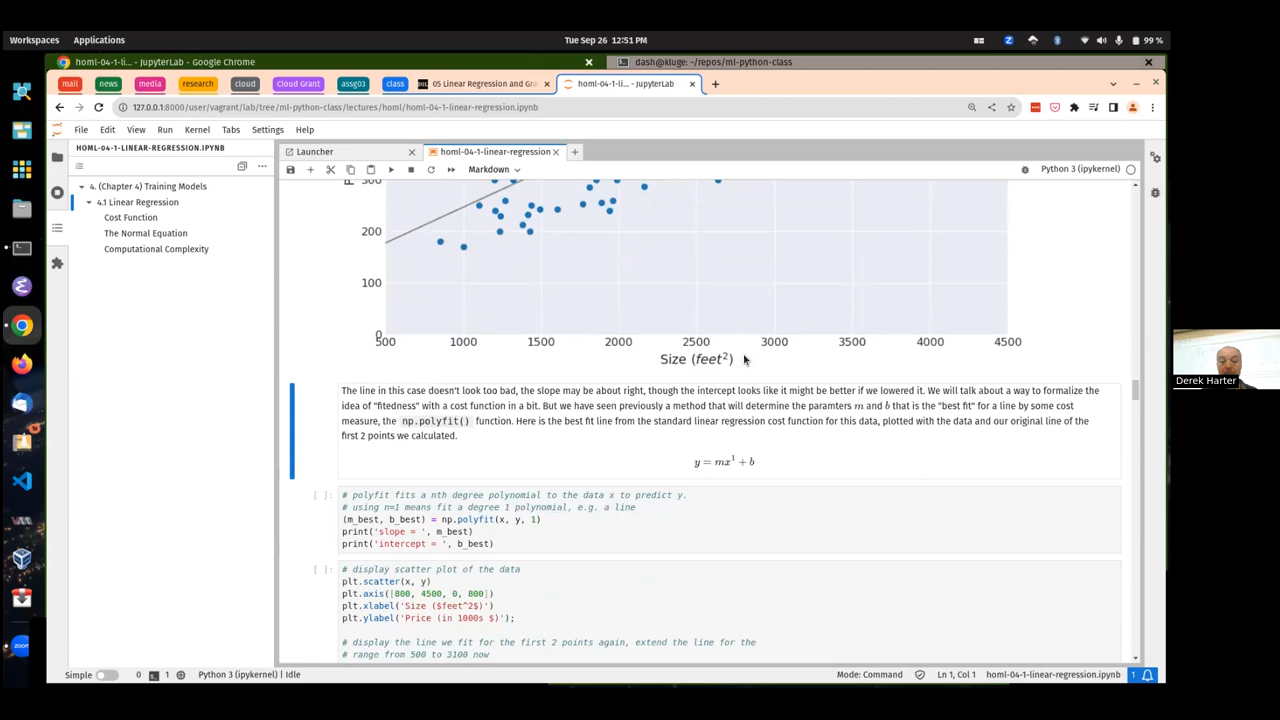 Workspaces Applications Tue Sep 26 12:51 PM 99 %
homl-04-1-li... - JupyterLab - Google Chrome dash@kluge: ~/repos/ml-python-class
mail news media research cloud Cloud Grant assg03 class 05 Linear Regression and Gra homl-04-1-li... - JupyterLab
127.0.0.1:8000/user/vagrant/lab/tree/ml-python-class/lectures/homl/homl-04-1-linear-regression.ipynb
File Edit View Run Kernel Tabs Settings Help
HOML-04-1-LINEAR-REGRESSION.IPYNB
4. (Chapter 4) Training Models
4.1 Linear Regression
Cost Function
The Normal Equation
Computational Complexity
Launcher homl-04-1-linear-regression
Markdown Python 3 (ipykernel)
300
200
100
0
500 1000 1500 2000 2500 3000 3500 4000 4500
Size (feet²)
The line in this case doesn't look too bad, the slope may be about right, though the intercept looks like it might be better if we lowered it. We will talk about a way to formalize the
idea of "fitedness" with a cost function in a bit. But we have seen previously a method that will determine the paramters m and b that is the "best fit" for a line by some cost
measure, the np.polyfit() function. Here is the best fit line from the standard linear regression cost function for this data, plotted with the data and our original line of the
first 2 points we calculated.
y = mx¹ + b
[ ]: # polyfit fits a nth degree polynomial to the data x to predict y.
# using n=1 means fit a degree 1 polynomial, e.g. a line
(m_best, b_best) = np.polyfit(x, y, 1)
print('slope = ', m_best)
print('intercept = ', b_best)
[ ]: # display scatter plot of the data
plt.scatter(x, y)
plt.axis([800, 4500, 0, 800])
plt.xlabel('Size ($feet^2$)')
plt.ylabel('Price (in 1000s $)');
# display the line we fit for the first 2 points again, extend the line for the
# range from 500 to 3100 now
Simple 0 1 Python 3 (ipykernel) | Idle Mode: Command Ln 1, Col 1 homl-04-1-linear-regression.ipynb 1
Derek Harter
zoom